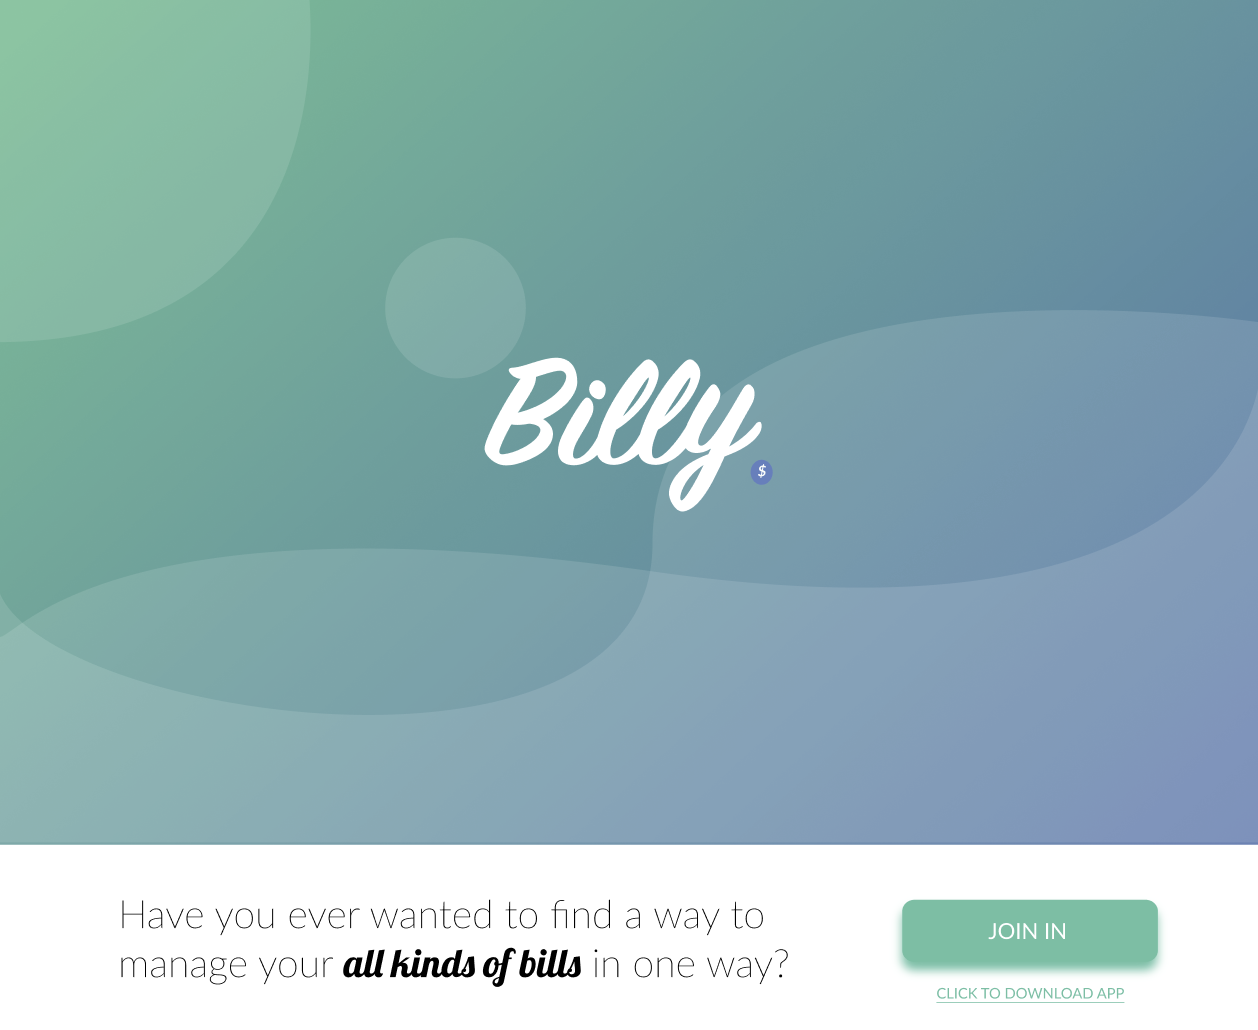 Billy
$
Have you ever wanted to find a way to
manage your all kinds of bills in one way?
JOIN IN
CLICK TO DOWNLOAD APP